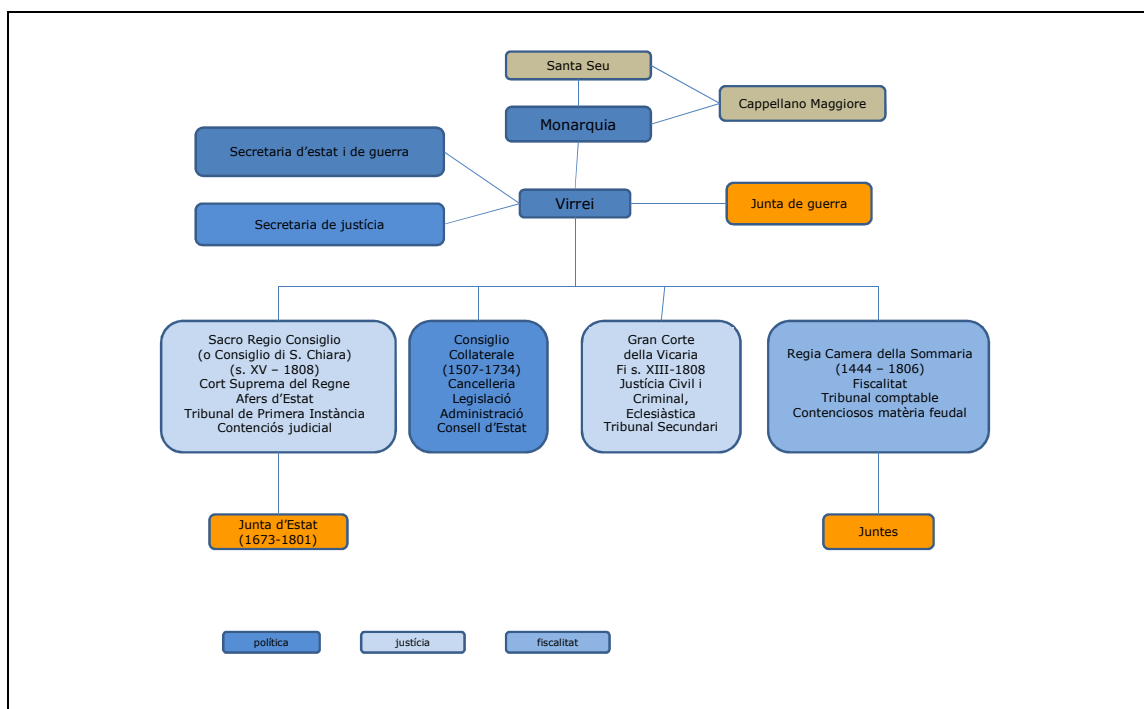 Santa Seu
Cappellano Maggiore
Monarquia
Secretaria d'estat i de guerra
Virrei
Junta de guerra
Secretaria de justícia
Sacro Regio Consiglio
(o Consiglio di S. Chiara)
(s. XV – 1808)
Cort Suprema del Regne
Afers d'Estat
Tribunal de Primera Instància
Contenciós judicial
Consiglio
Collaterale
(1507-1734)
Cancelleria
Legislació
Administració
Consell d'Estat
Gran Corte
della Vicaria
Fi s. XIII-1808
Justícia Civil i
Criminal,
Eclesiàstica
Tribunal Secundari
Regia Camera della Sommaria
(1444 – 1806)
Fiscalitat
Tribunal comptable
Contenciosos matèria feudal
Junta d'Estat
(1673-1801)
Juntes
política
justícia
fiscalitat